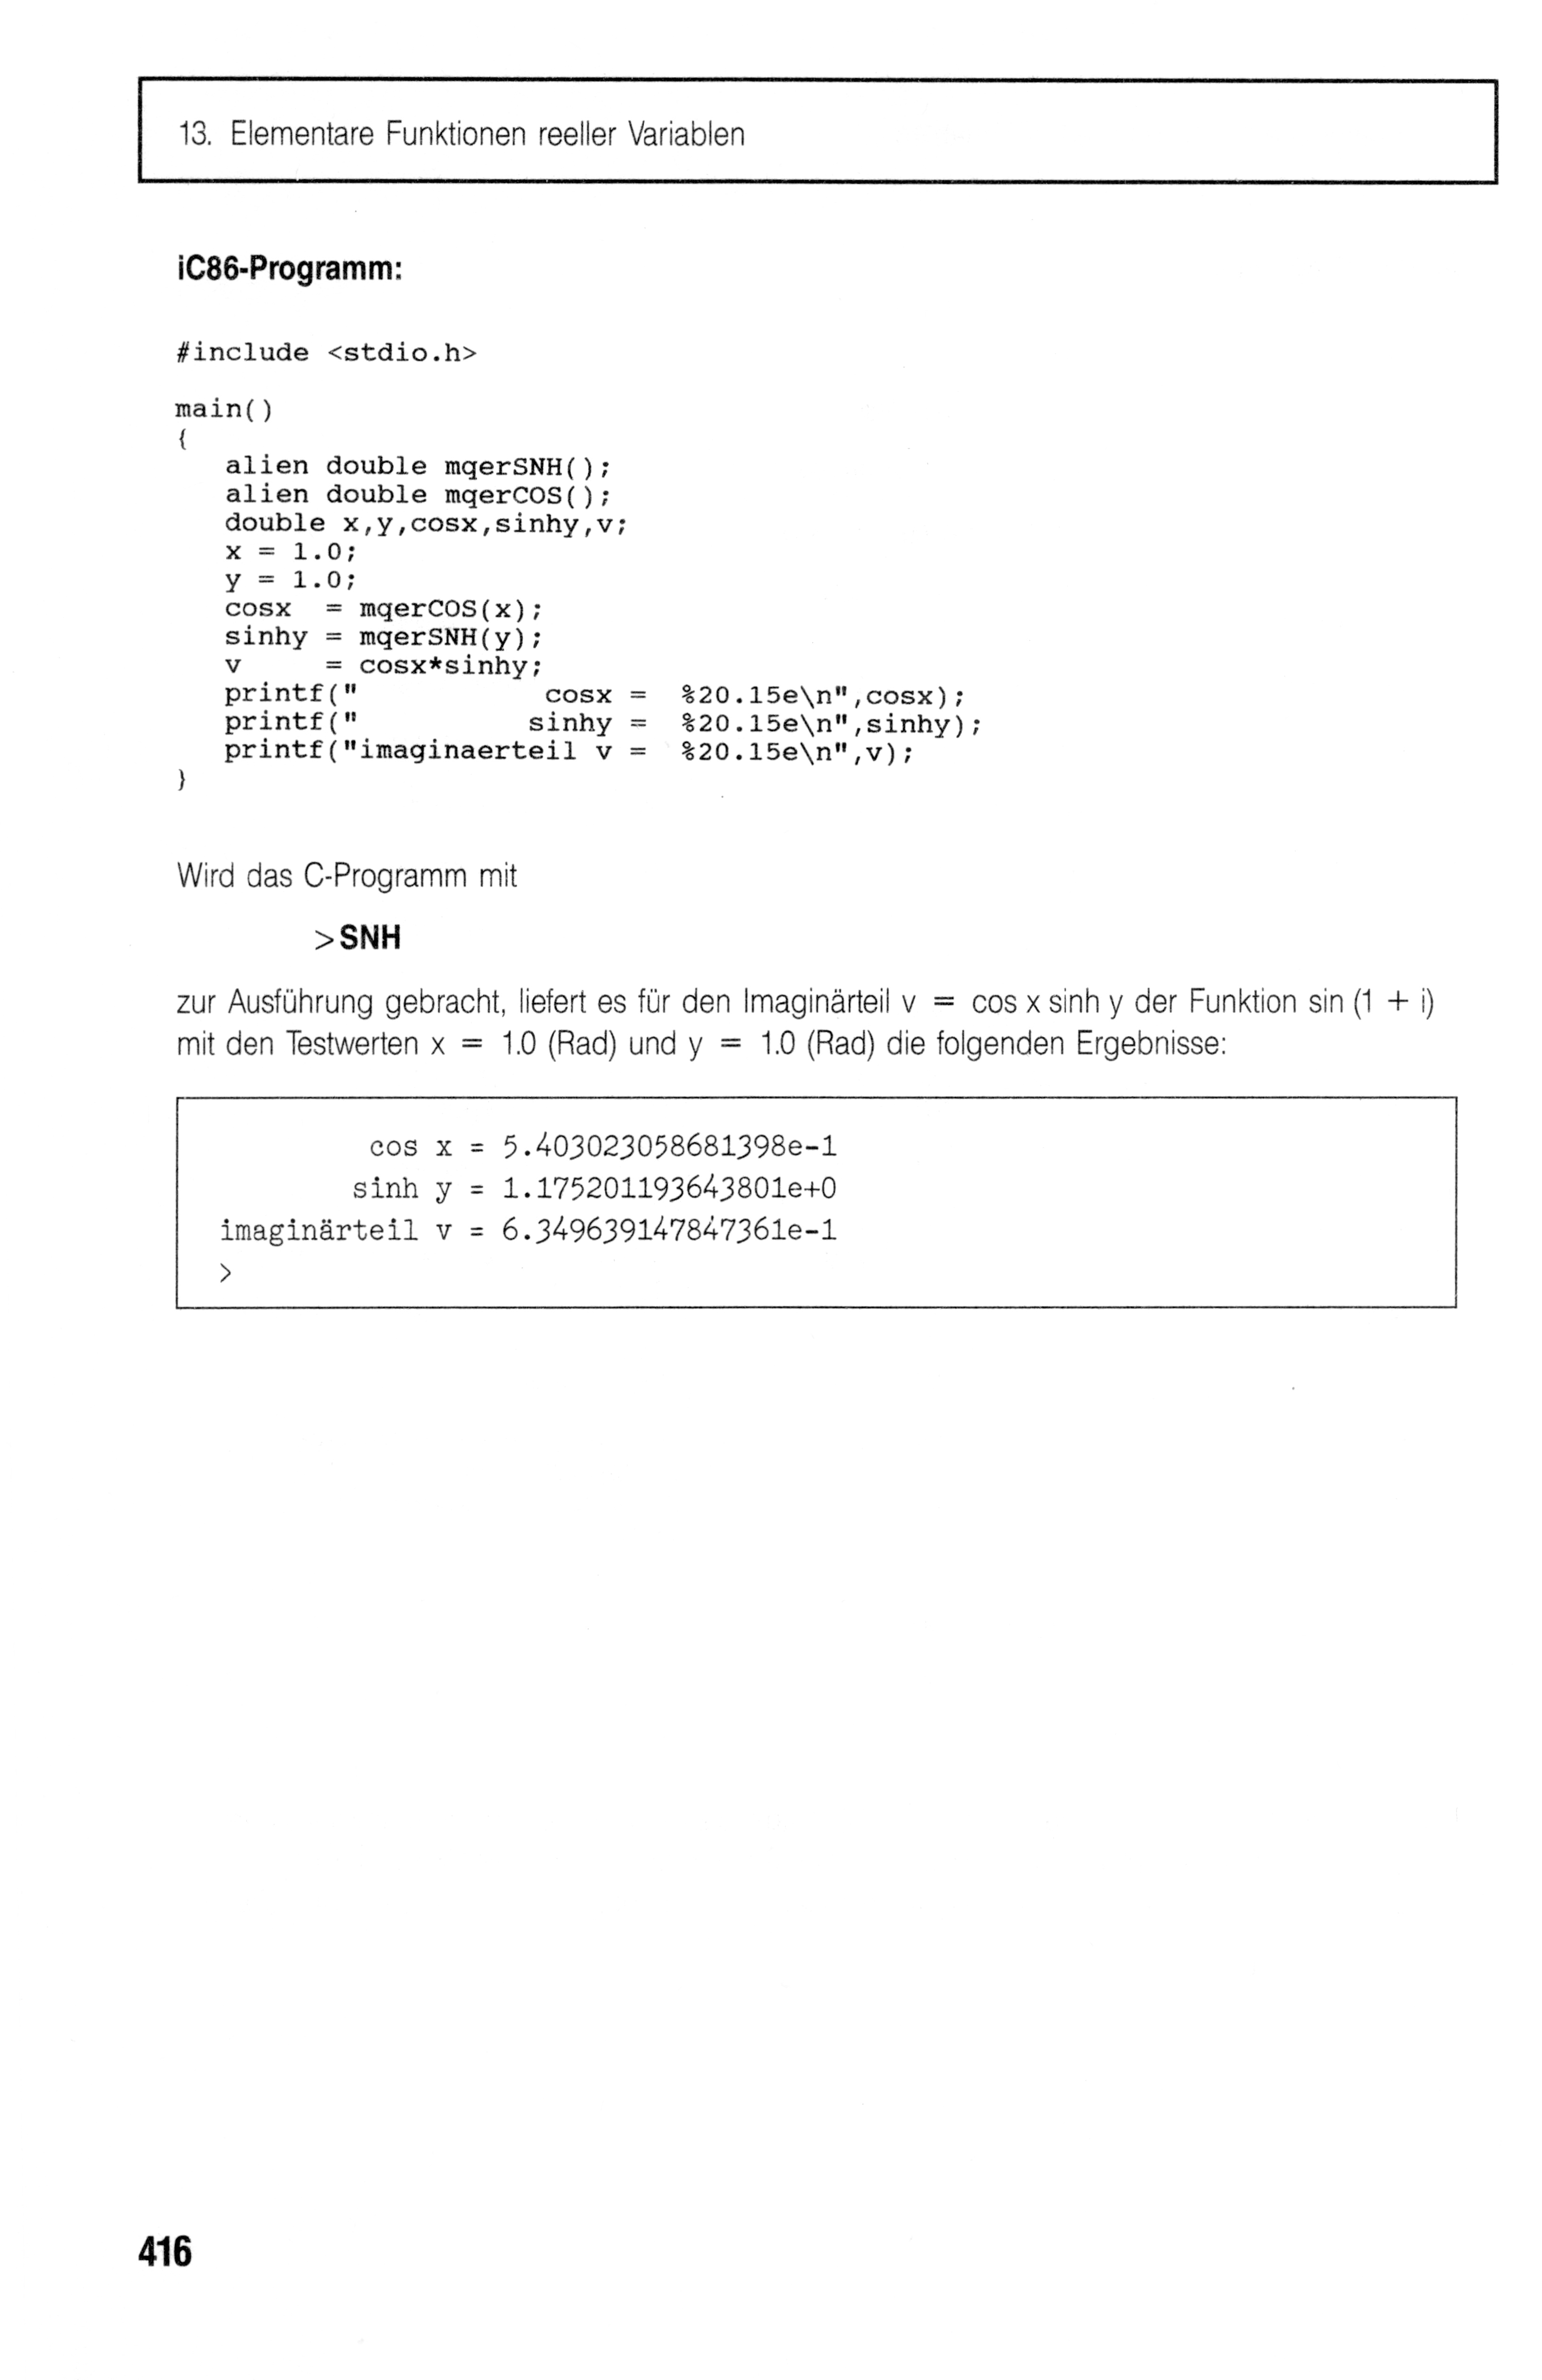 13. Elementare Funktionen reeller Variablen
iC86-Programm:
#include <stdio.h>
main()
{
   alien double mqerSNH();
   alien double mqerCOS();
   double x,y,cosx,sinhy,v;
   x = 1.0;
   y = 1.0;
   cosx  = mqerCOS(x);
   sinhy = mqerSNH(y);
   v     = cosx*sinhy;
   printf("           cosx =  %20.15e\n",cosx);
   printf("          sinhy =  %20.15e\n",sinhy);
   printf("imaginaerteil v =  %20.15e\n",v);
}
Wird das C-Programm mit
>SNH
zur Ausführung gebracht, liefert es für den Imaginärteil v = cos x sinh y der Funktion sin (1 + i)
mit den Testwerten x = 1.0 (Rad) und y = 1.0 (Rad) die folgenden Ergebnisse:
cos x = 5.403023058681398e-1
sinh y = 1.175201193643801e+0
imaginärteil v = 6.349639147847361e-1
>
416